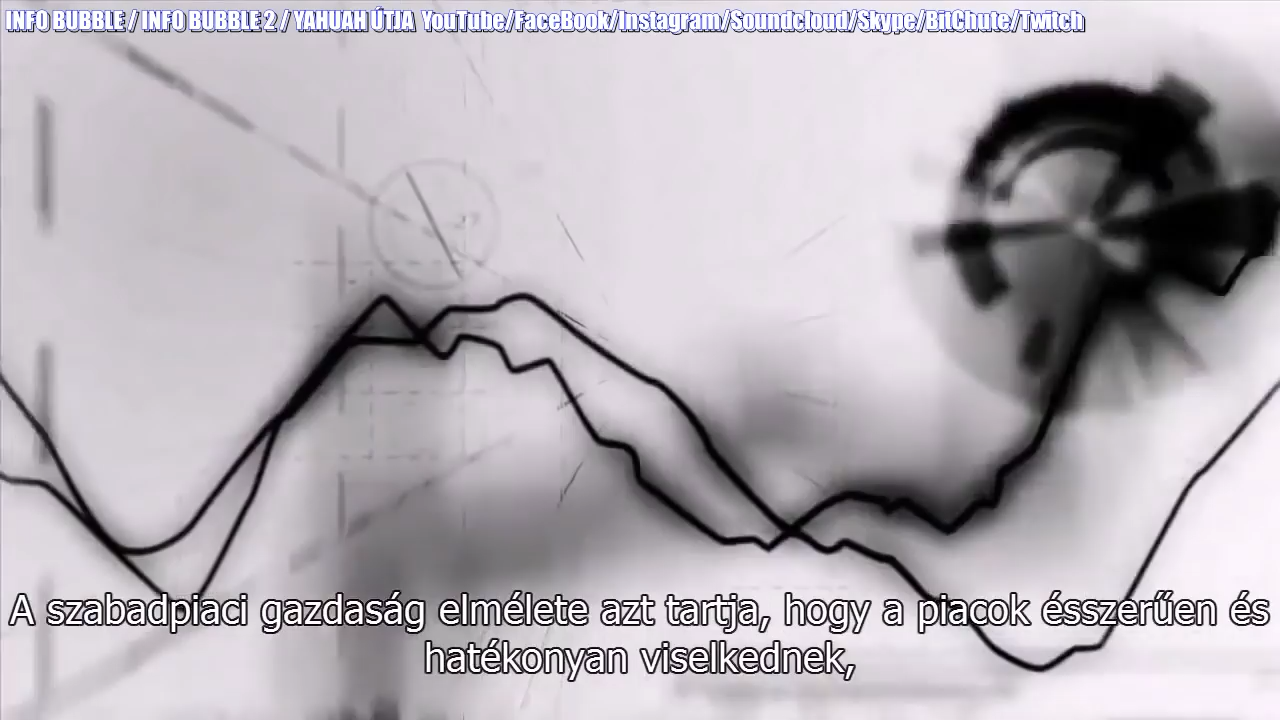 INFO BUBBLE / INFO BUBBLE 2 / YAHUAH ÚTJA YouTube/FaceBook/Instagram/Soundcloud/Skype/BitChute/Twitch
A szabadpiaci gazdaság elmélete azt tartja, hogy a piacok ésszerűen és
hatékonyan viselkednek,